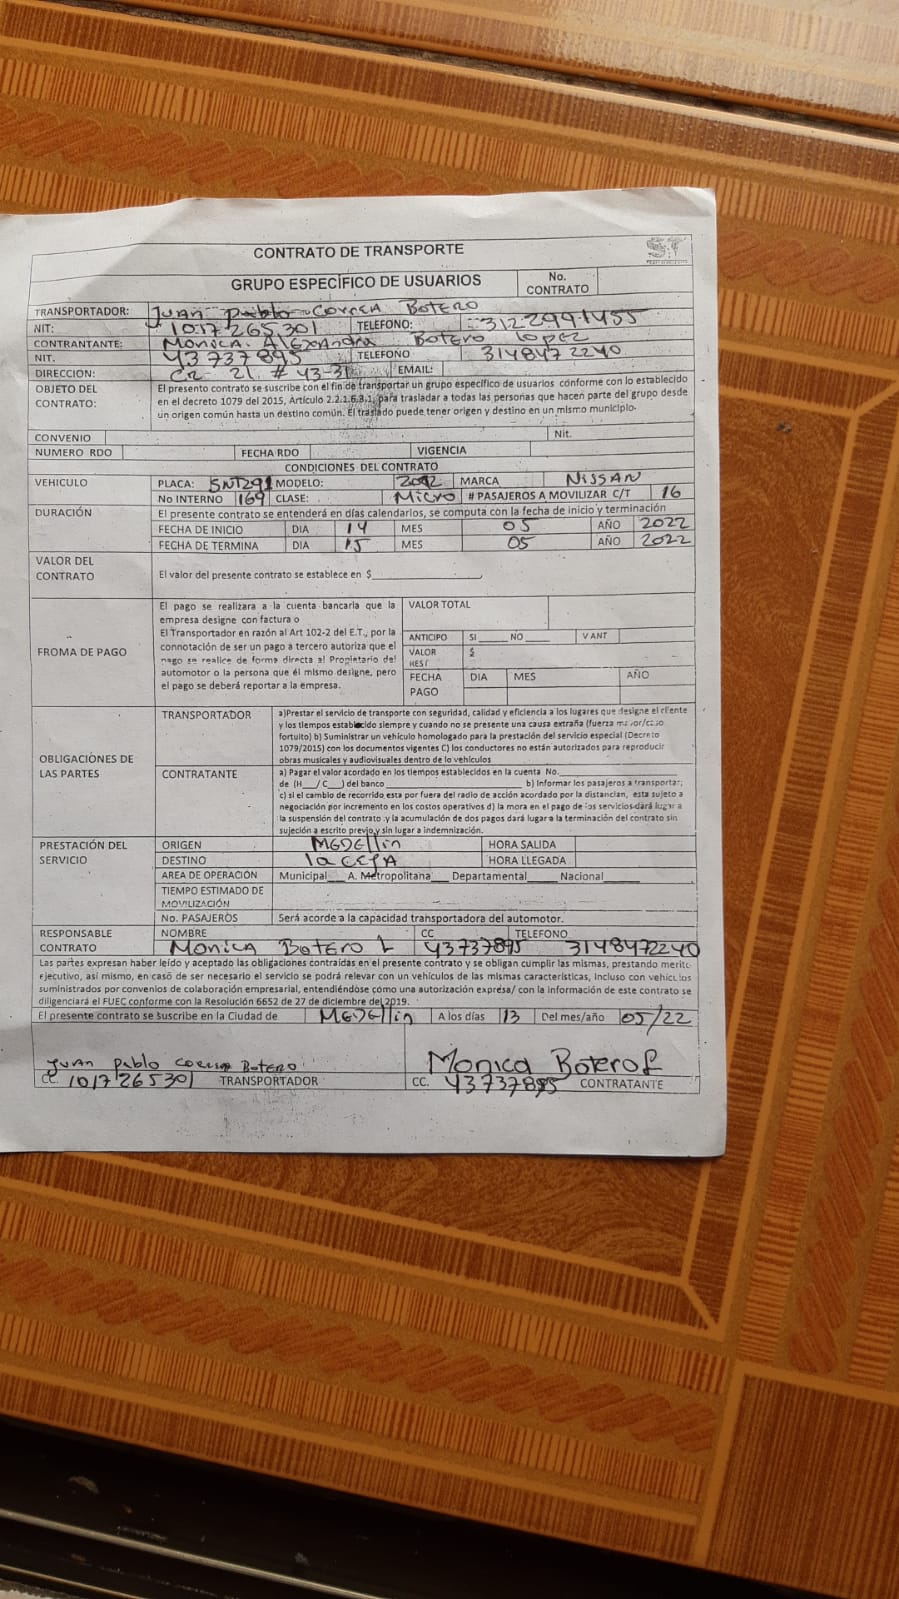 CONTRATO DE TRANSPORTE
GRUPO ESPECÍFICO DE USUARIOS No. CONTRATO
TRANSPORTADOR: Juan Pablo Correa Botero
NIT: 1017265301 TELEFONO: 3122991455
CONTRANTANTE: Monica Alexandra Botero Lopez
NIT. 43737895 TELEFONO 3148472240
DIRECCION: Cr 21 # 43-31 EMAIL:
OBJETO DEL CONTRATO: El presento contrato se suscribe con el fin de transportar un grupo específico de usuarios conforme con lo establecido
en el decreto 1079 del 2015, Artículo 2.2.1.6.3.1, para trasladar a todas las personas que hacen parte del grupo desde
un origen común hasta un destino común. El traslado puede tener origen y destino en un mismo municipio.
CONVENIO Nit.
NUMERO RDO FECHA RDO VIGENCIA
CONDICIONES DEL CONTRATO
VEHICULO PLACA: SNT291 MODELO: MARCA NISSAN
No INTERNO 169 CLASE: Micro # PASAJEROS A MOVILIZAR C/T 16
DURACIÓN El presente contrato se entenderá en días calendarios, se computa con la fecha de inicio y terminación
FECHA DE INICIO DIA 14 MES 05 AÑO 2022
FECHA DE TERMINA DIA 15 MES 05 AÑO 2022
VALOR DEL CONTRATO El valor del presente contrato se establece en $
FROMA DE PAGO
El pago se realizara a la cuenta bancaria que la
empresa designe con factura o
El Transportador en razón al Art 102-2 del E.T., por la
connotación de ser un pago a tercero autoriza que el
pago se realice de forma directa al Propietario del
automotor o la persona que él mismo designe, pero
el pago se deberá reportar a la empresa.
VALOR TOTAL
ANTICIPO SI NO V ANT
VALOR REST $
FECHA PAGO DIA MES AÑO
OBLIGACIÓNES DE LAS PARTES
TRANSPORTADOR a)Prestar el servicio de transporte con seguridad, calidad y eficiencia a los lugares que designe el cliente
y los tiempos establecido siempre y cuando no se presente una causa extraña (fuerza mayor/caso
fortuito) b) Suministrar un vehículo homologado para la prestación del servicio especial (Decreto
1079/2015) con los documentos vigentes C) los conductores no están autorizados para reproducir
obras musicales y audiovisuales dentro de lo vehículos
CONTRATANTE a) Pagar el valor acordado en los tiempos establecidos en la cuenta No.
de (H__/ C__) del banco b) Informar los pasajeros a transportar;
c) si el cambio de recorrido esta por fuera del radio de acción acordado por la distancian, esta sujeto a
negociación por incremento en los costos operativos d) la mora en el pago de los servicios dará lugar a
la suspensión del contrato y la acumulación de dos pagos dará lugar a la terminación del contrato sin
sujeción a escrito previo y sin lugar a indemnización.
PRESTACIÓN DEL SERVICIO
ORIGEN Medellin HORA SALIDA
DESTINO la ceja HORA LLEGADA
AREA DE OPERACIÓN Municipal___ A. Metropolitana___ Departamental_____ Nacional______
TIEMPO ESTIMADO DE MOVILIZACIÓN
No. PASAJEROS Será acorde a la capacidad transportadora del automotor.
RESPONSABLE CONTRATO NOMBRE CC TELEFONO
Monica Botero L 43737895 3148472240
Las partes expresan haber leído y aceptado las obligaciones contraídas en el presente contrato y se obligan cumplir las mismas, prestando merito
ejecutivo, así mismo, en caso de ser necesario el servicio se podrá relevar con un vehículos de las mismas características, incluso con vehículos
suministrados por convenios de colaboración empresarial, entendiéndose como una autorización expresa/ con la información de este contrato se
diligenciará el FUEC conforme con la Resolución 6652 de 27 de diciembre del 2019.
El presente contrato se suscribe en la Ciudad de Medellin A los días 13 Del mes/año 05/22
Juan Pablo Correa Botero Monica Botero L
CC. 1017265301 TRANSPORTADOR CC. 43737895 CONTRATANTE